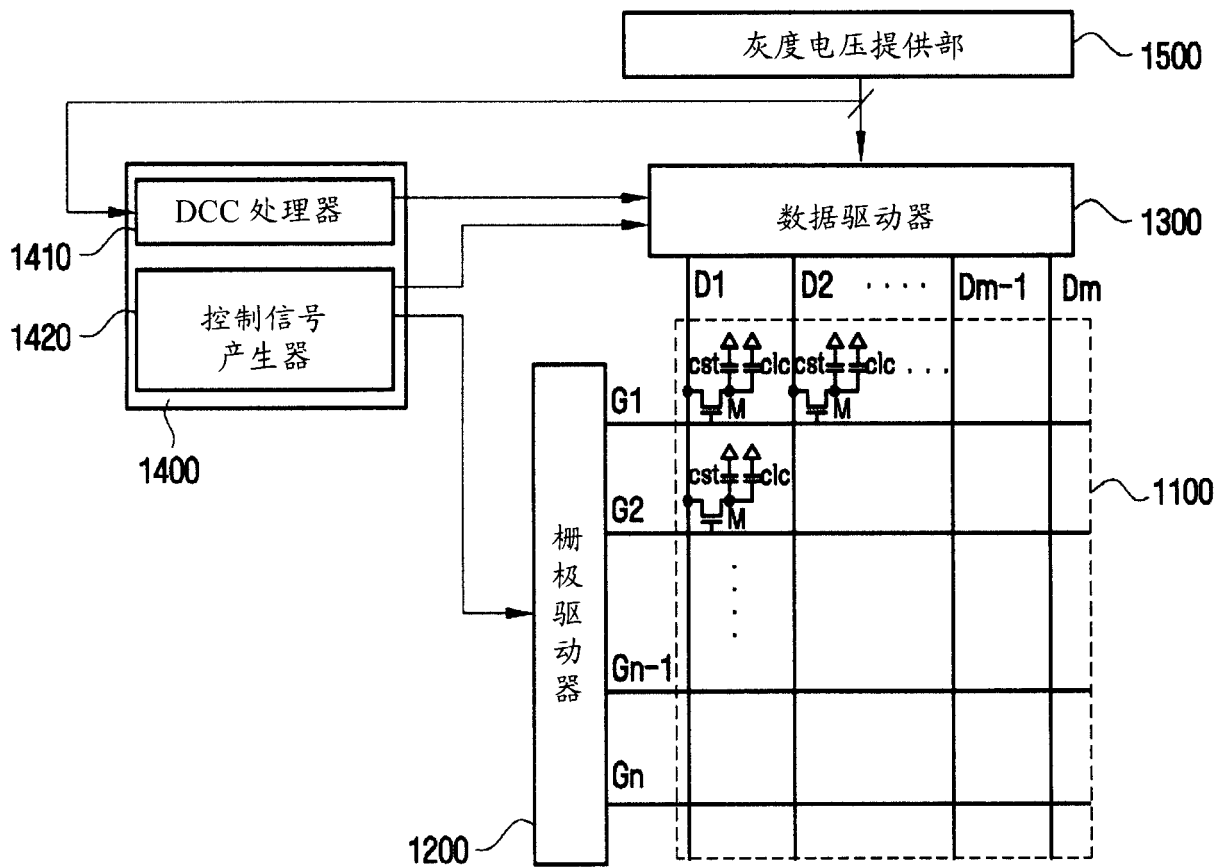 灰度电压提供部
1500
DCC 处理器
1410
数据驱动器
1300
控制信号
产生器
1420
1400
D1 D2 .... Dm-1 Dm
cst clc cst clc ...
G1 M M
cst clc
G2 M
1100
栅极驱动器
Gn-1
Gn
1200